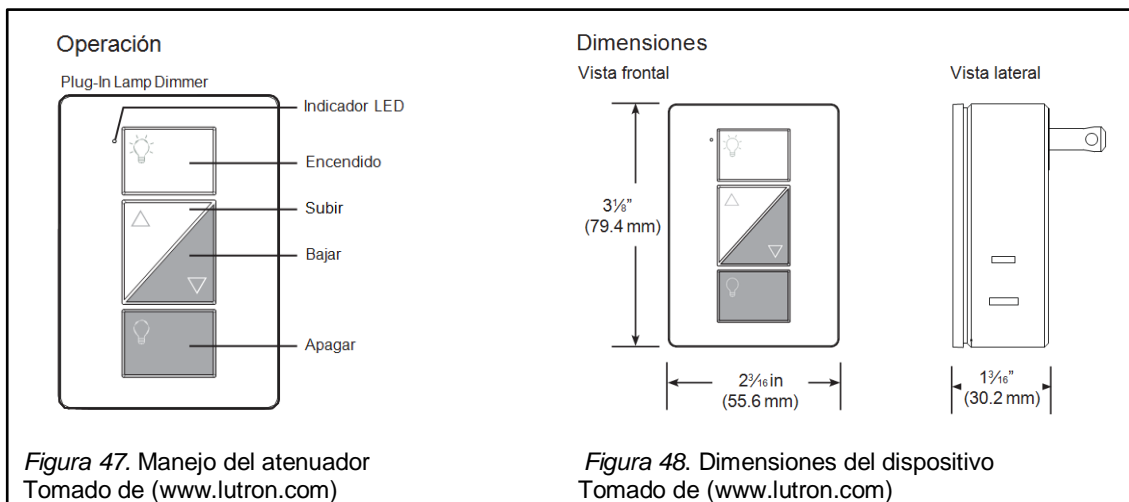 Operación
Plug-In Lamp Dimmer
Indicador LED
Encendido
Subir
Bajar
Apagar
Figura 47. Manejo del atenuador
Tomado de (www.lutron.com)
Dimensiones
Vista frontal
Vista lateral
3⅛”
(79.4 mm)
2³⁄₁₆ in
(55.6 mm)
1³⁄₁₆”
(30.2 mm)
Figura 48. Dimensiones del dispositivo
Tomado de (www.lutron.com)